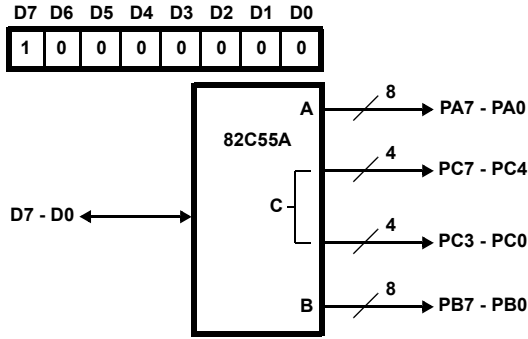 D7 D6 D5 D4 D3 D2 D1 D0
1 0 0 0 0 0 0 0
8
A
PA7 - PA0
82C55A
4
PC7 - PC4
C
D7 - D0
4
PC3 - PC0
8
B
PB7 - PB0